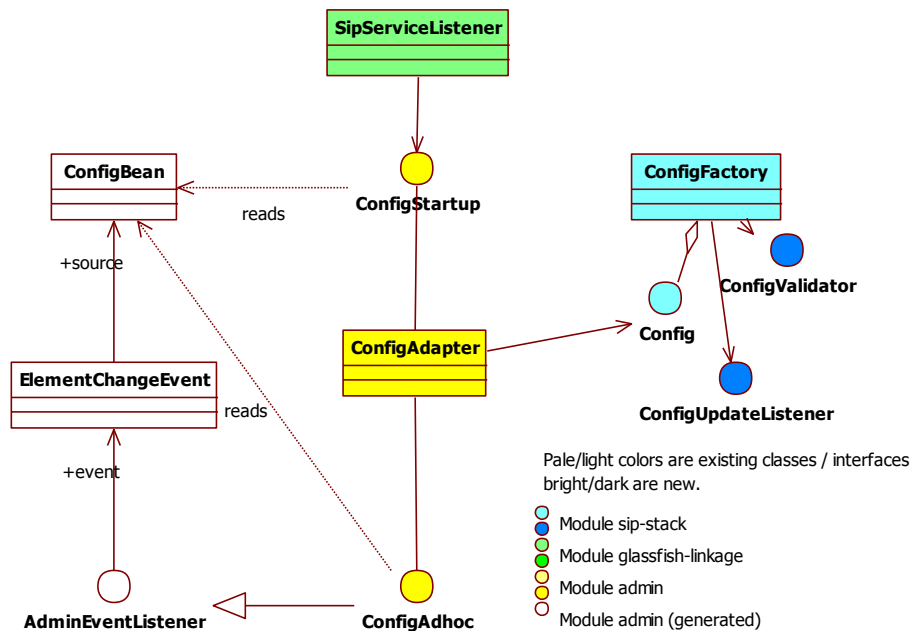 SipServiceListener
ConfigBean
ConfigFactory
reads
ConfigStartup
+source
ConfigValidator
Config
ConfigAdapter
ElementChangeEvent
reads
ConfigUpdateListener
Pale/light colors are existing classes / interfaces
bright/dark are new.
+event
Module sip-stack
Module glassfish-linkage
Module admin
Module admin (generated)
AdminEventListener
ConfigAdhoc